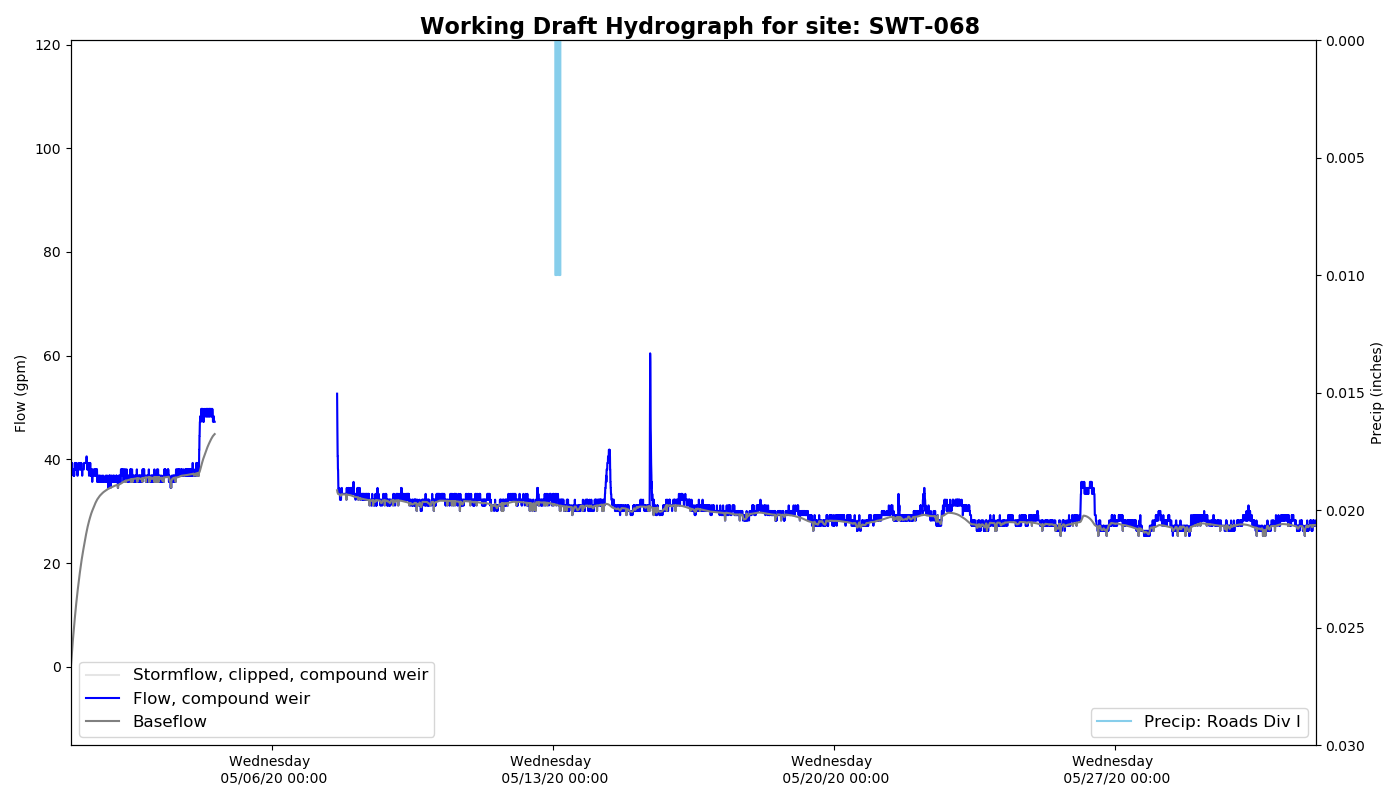 Working Draft Hydrograph for site: SWT-068
120
100
80
60
40
20
0
Flow (gpm)
0.000
0.005
0.010
0.015
0.020
0.025
0.030
Precip (inches)
Stormflow, clipped, compound weir
Flow, compound weir
Baseflow
Precip: Roads Div I
Wednesday
05/06/20 00:00
Wednesday
05/13/20 00:00
Wednesday
05/20/20 00:00
Wednesday
05/27/20 00:00